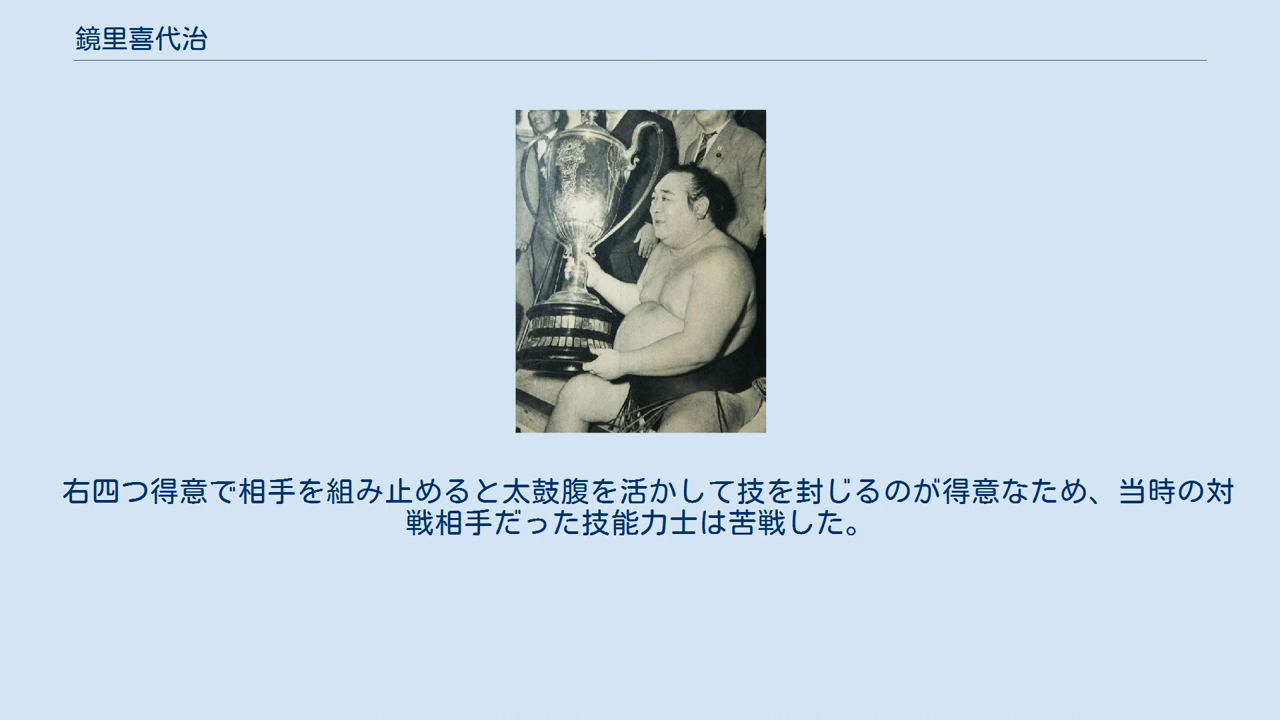 鏡里喜代治
右四つ得意で相手を組み止めると太鼓腹を活かして技を封じるのが得意なため、当時の対
戦相手だった技能力士は苦戦した。